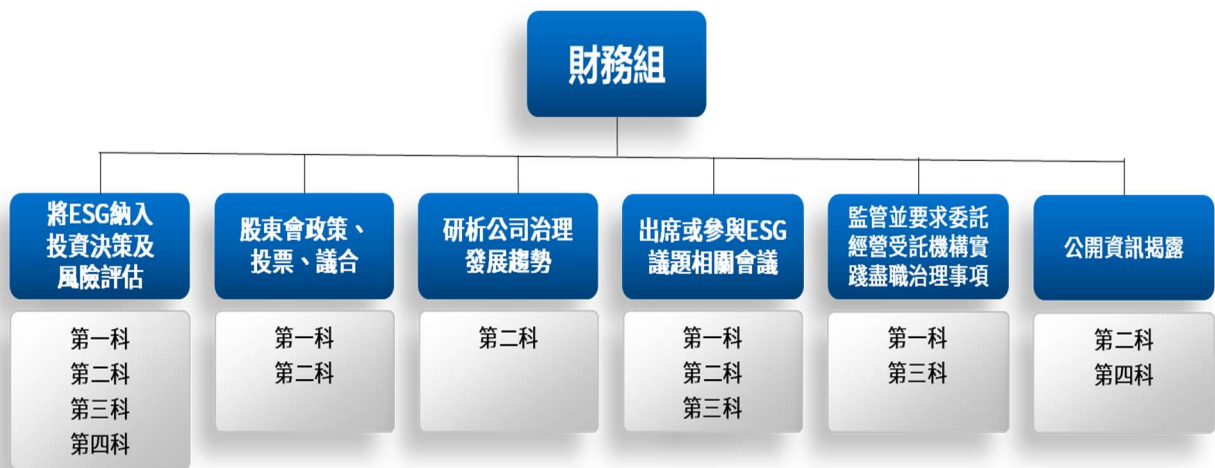 財務組
將ESG納入
投資決策及
風險評估
第一科
第二科
第三科
第四科
股東會政策、
投票、議合
第一科
第二科
研析公司治理
發展趨勢
第二科
出席或參與ESG
議題相關會議
第一科
第二科
第三科
監管並要求委託
經營受託機構實
踐盡職治理事項
第一科
第三科
公開資訊揭露
第二科
第四科